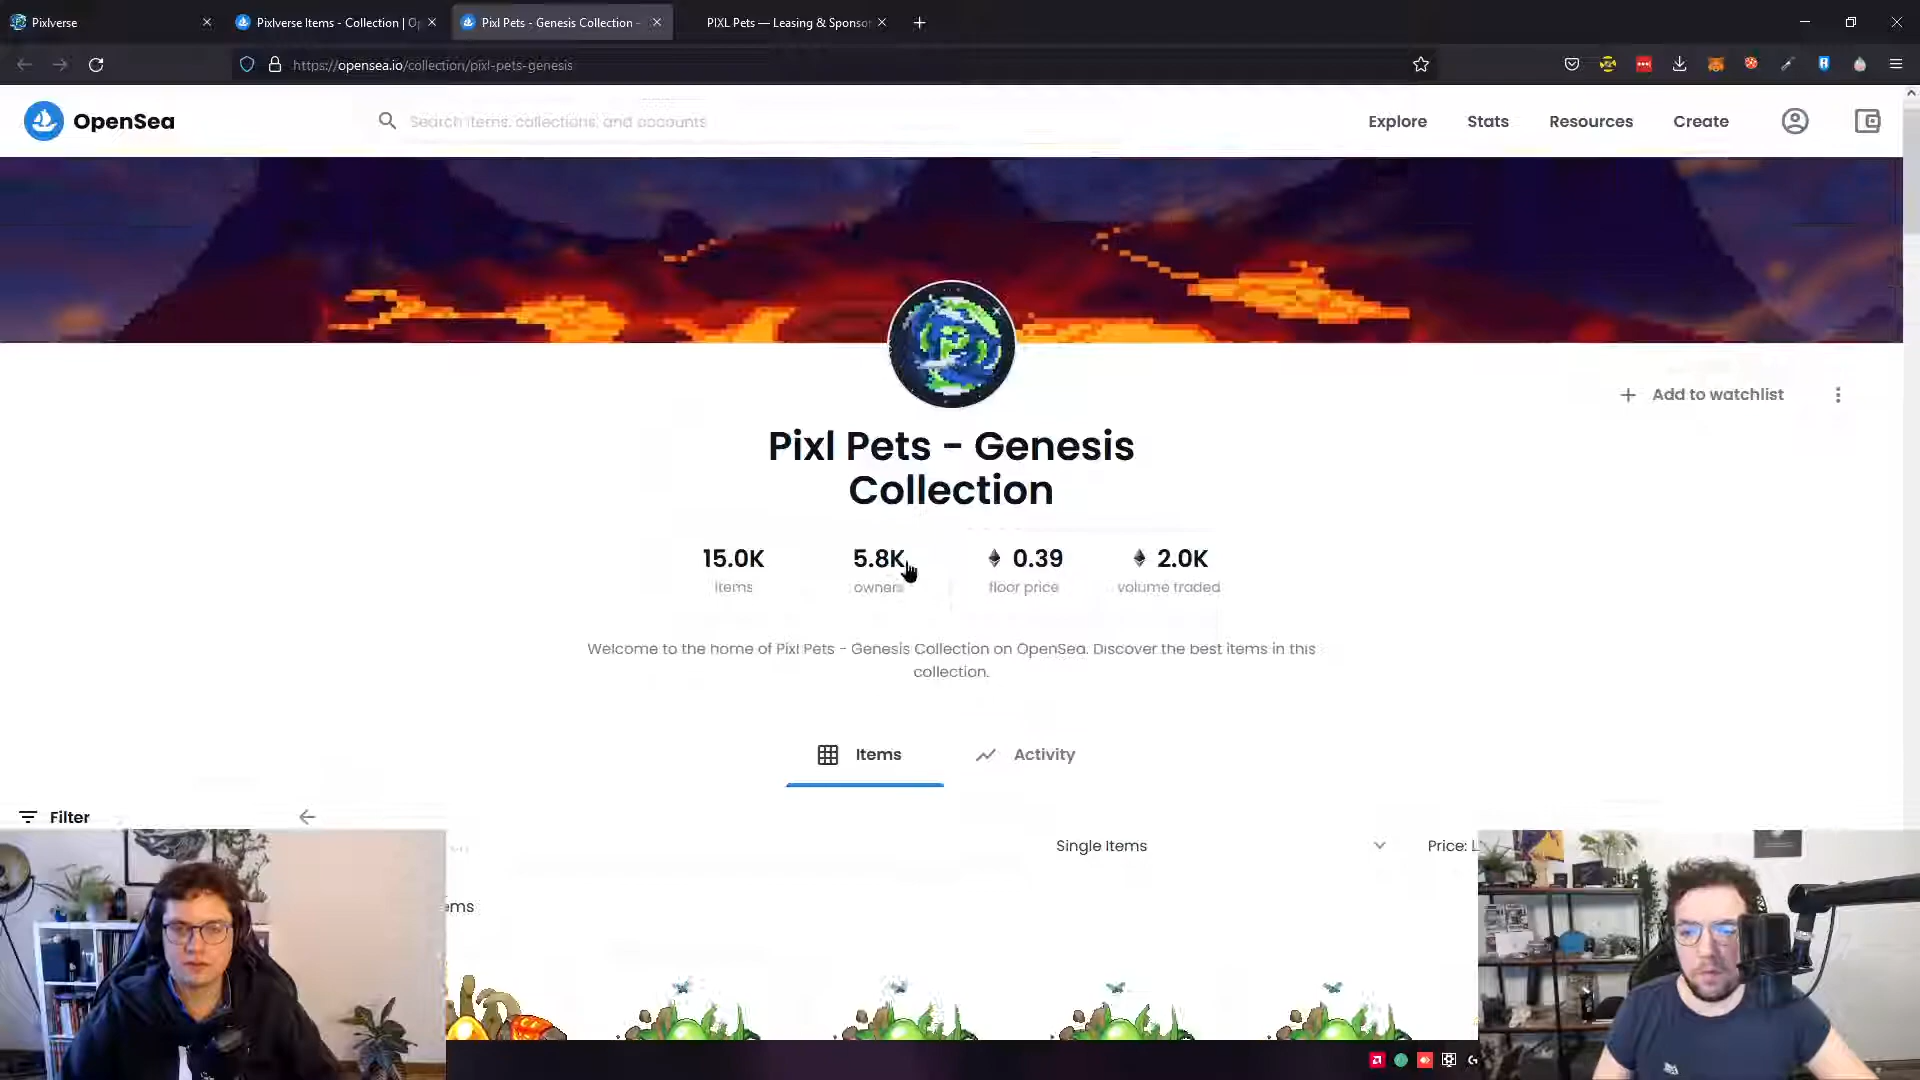 Pixlverse
Pixlverse Items - Collection | Op
Pixl Pets - Genesis Collection -
PIXL Pets — Leasing & Sponsor
https://opensea.io/collection/pixl-pets-genesis
OpenSea
Search items, collections, and accounts
Explore
Stats
Resources
Create
Add to watchlist
Pixl Pets - Genesis
Collection
15.0K
5.8K
0.39
2.0K
items
owners
floor price
volume traded
Welcome to the home of Pixl Pets - Genesis Collection on OpenSea. Discover the best items in this
collection.
Items
Activity
Filter
Single Items
Price: L
ems